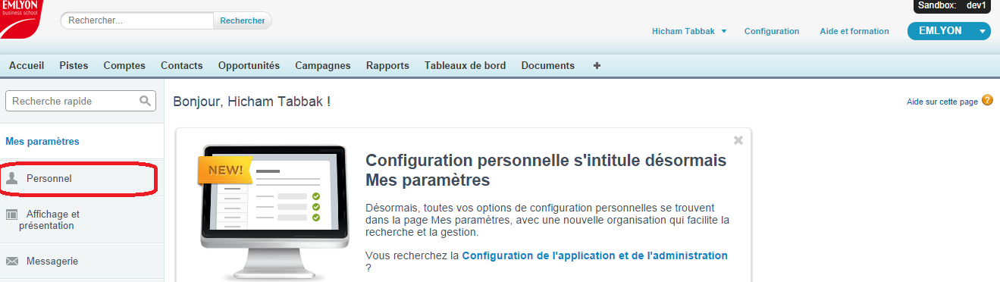 EMLYON
business school
Rechercher...
Rechercher
Sandbox: dev1
Hicham Tabbak
Configuration
Aide et formation
EMLYON
Accueil
Pistes
Comptes
Contacts
Opportunités
Campagnes
Rapports
Tableaux de bord
Documents
Recherche rapide
Mes paramètres
Personnel
Affichage et
présentation
Messagerie
Bonjour, Hicham Tabbak !
Aide sur cette page
?
NEW!
Configuration personnelle s'intitule désormais
Mes paramètres
Désormais, toutes vos options de configuration personnelles se trouvent
dans la page Mes paramètres, avec une nouvelle organisation qui facilite la
recherche et la gestion.
Vous recherchez la Configuration de l'application et de l'administration
?